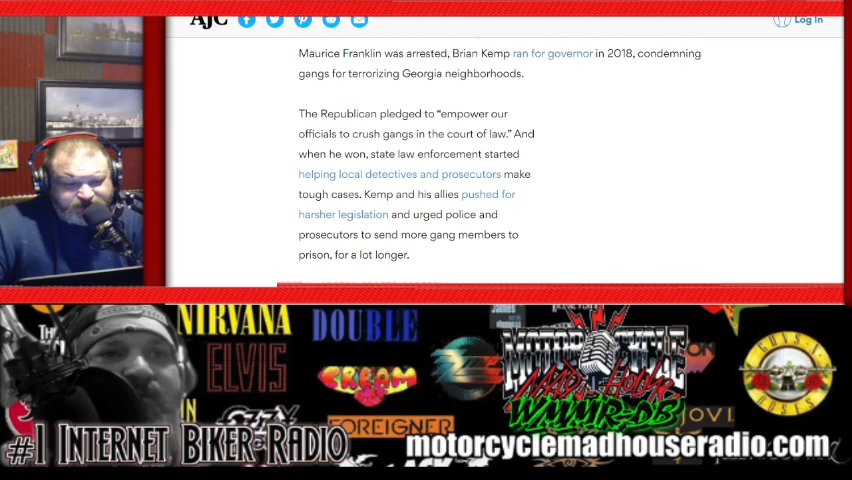 AJC
Log In
Maurice Franklin was arrested, Brian Kemp ran for governor in 2018, condemning
gangs for terrorizing Georgia neighborhoods.
The Republican pledged to “empower our
officials to crush gangs in the court of law.” And
when he won, state law enforcement started
helping local detectives and prosecutors make
tough cases. Kemp and his allies pushed for
harsher legislation and urged police and
prosecutors to send more gang members to
prison, for a lot longer.
NIRVANA
DOUBLE
ELVIS
CREAM
FOREIGNER
MOTORCYCLE
MADHOUSE
WMMR-DB
GUNS N
ROSES
#1 INTERNET BIKER RADIO
motorcyclemadhouseradio.com